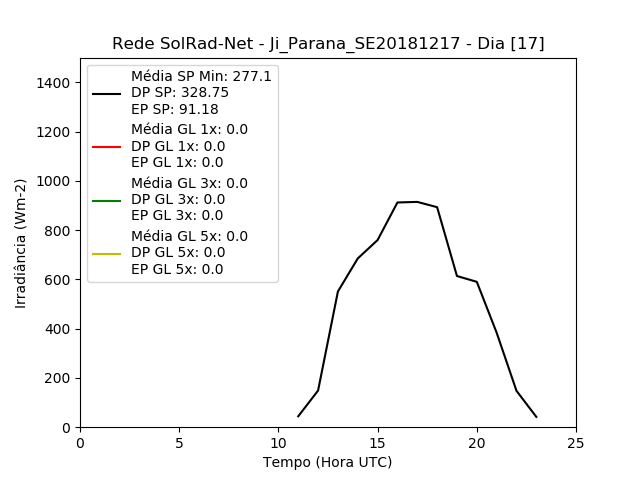 Rede SolRad-Net - Ji_Parana_SE20181217 - Dia [17]
Média SP Min: 277.1
DP SP: 328.75
EP SP: 91.18
Média GL 1x: 0.0
DP GL 1x: 0.0
EP GL 1x: 0.0
Média GL 3x: 0.0
DP GL 3x: 0.0
EP GL 3x: 0.0
Média GL 5x: 0.0
DP GL 5x: 0.0
EP GL 5x: 0.0
Irradiância (Wm-2)
1400
1200
1000
800
600
400
200
0
0 5 10 15 20 25
Tempo (Hora UTC)